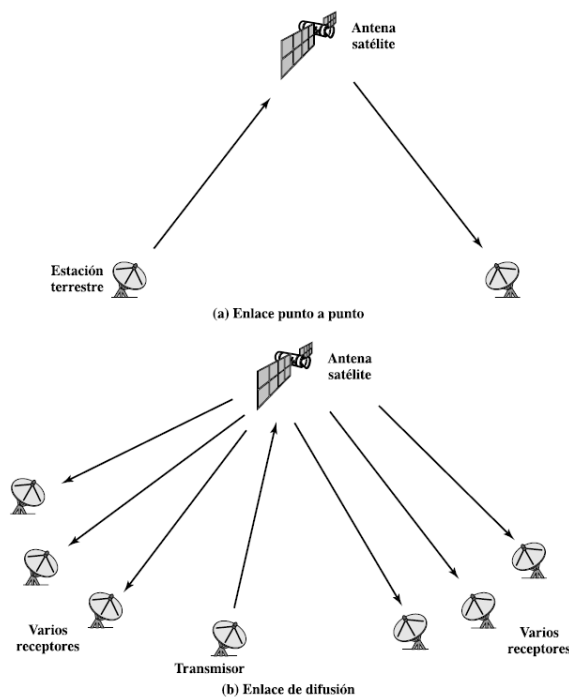 Antena
satélite
Estación
terrestre
(a) Enlace punto a punto
Antena
satélite
Varios
receptores
Transmisor
Varios
receptores
(b) Enlace de difusión